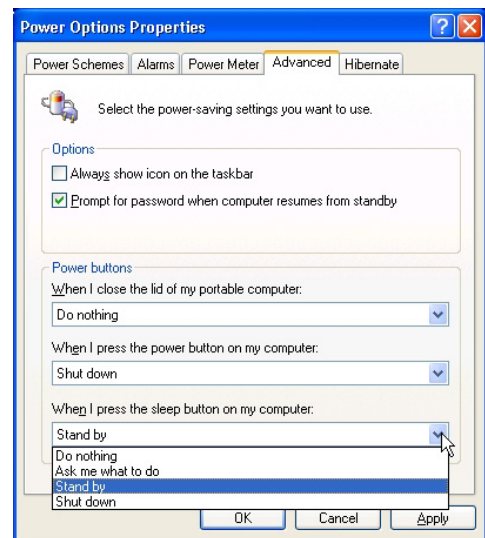 Power Options Properties
Power Schemes Alarms Power Meter Advanced Hibernate
Select the power-saving settings you want to use.
Options
Always show icon on the taskbar
Prompt for password when computer resumes from standby
Power buttons
When I close the lid of my portable computer:
Do nothing
When I press the power button on my computer:
Shut down
When I press the sleep button on my computer:
Stand by
Do nothing
Ask me what to do
Stand by
Shut down
OK Cancel Apply